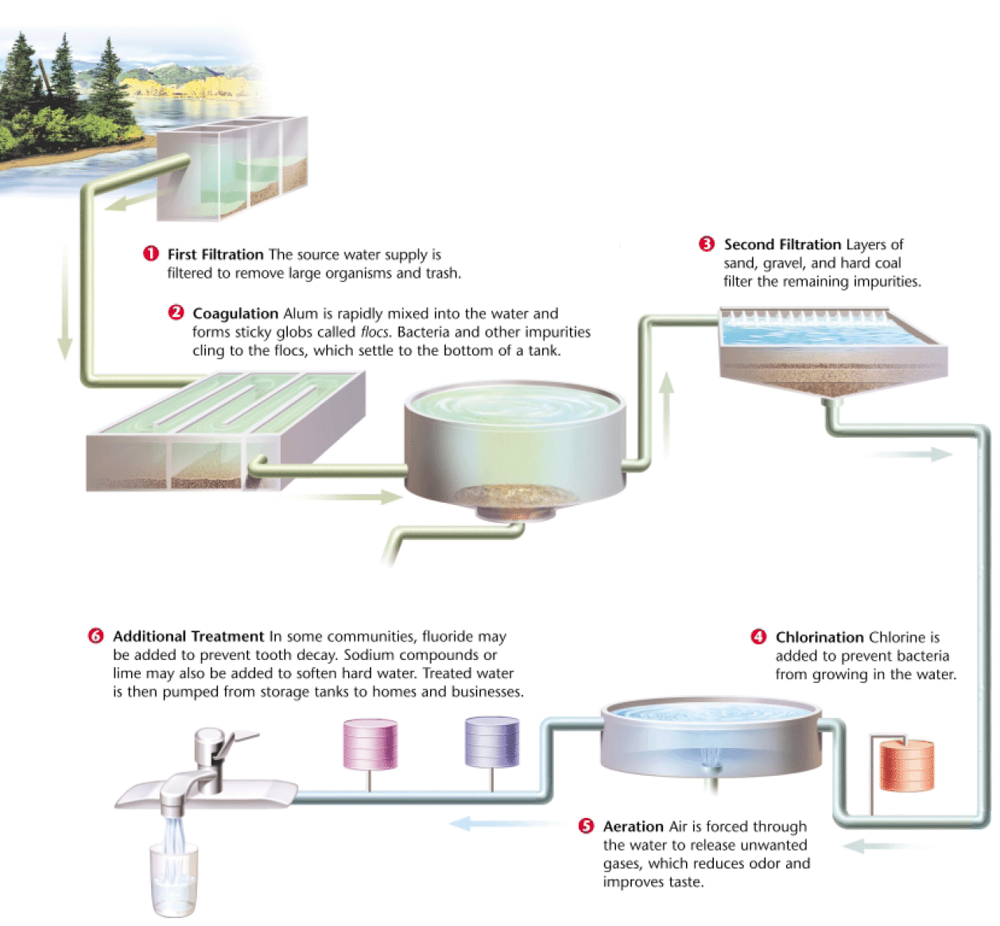 1 First Filtration The source water supply is
filtered to remove large organisms and trash.
2 Coagulation Alum is rapidly mixed into the water and
forms sticky globs called flocs. Bacteria and other impurities
cling to the flocs, which settle to the bottom of a tank.
3 Second Filtration Layers of
sand, gravel, and hard coal
filter the remaining impurities.
4 Chlorination Chlorine is
added to prevent bacteria
from growing in the water.
5 Aeration Air is forced through
the water to release unwanted
gases, which reduces odor and
improves taste.
6 Additional Treatment In some communities, fluoride may
be added to prevent tooth decay. Sodium compounds or
lime may also be added to soften hard water. Treated water
is then pumped from storage tanks to homes and businesses.